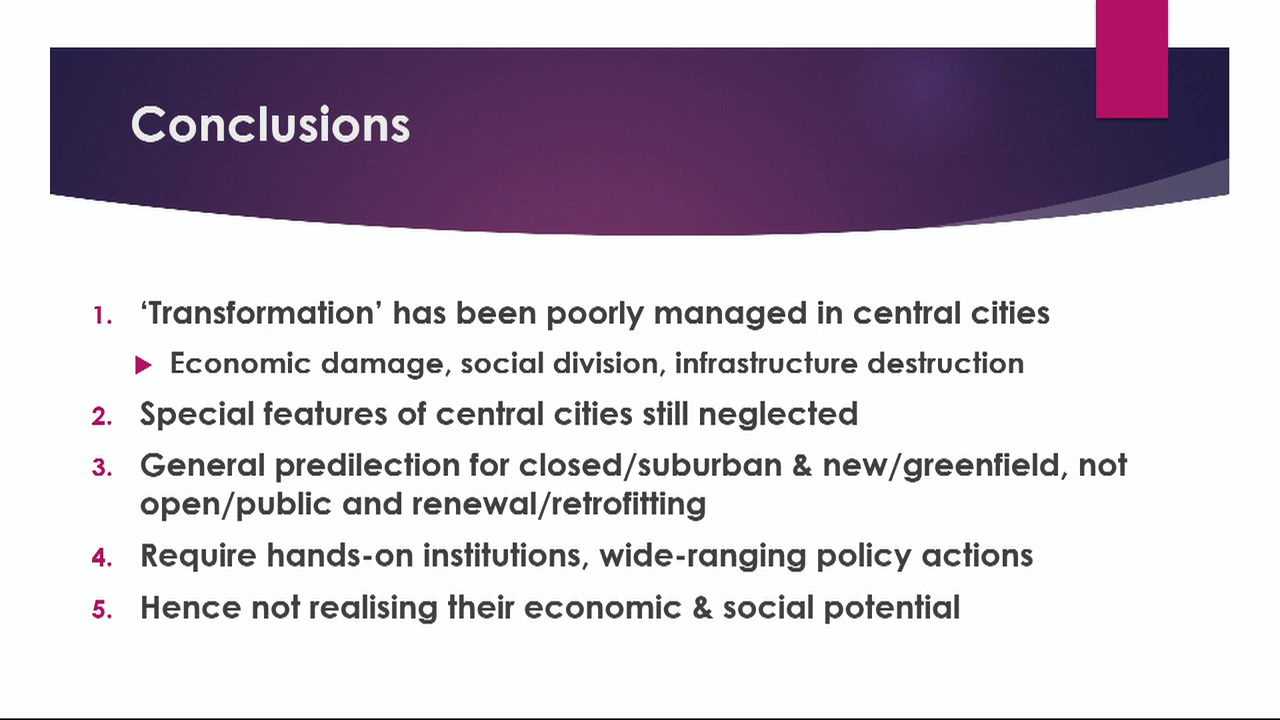 Conclusions
1. ‘Transformation’ has been poorly managed in central cities
Economic damage, social division, infrastructure destruction
2. Special features of central cities still neglected
3. General predilection for closed/suburban & new/greenfield, not
open/public and renewal/retrofitting
4. Require hands-on institutions, wide-ranging policy actions
5. Hence not realising their economic & social potential